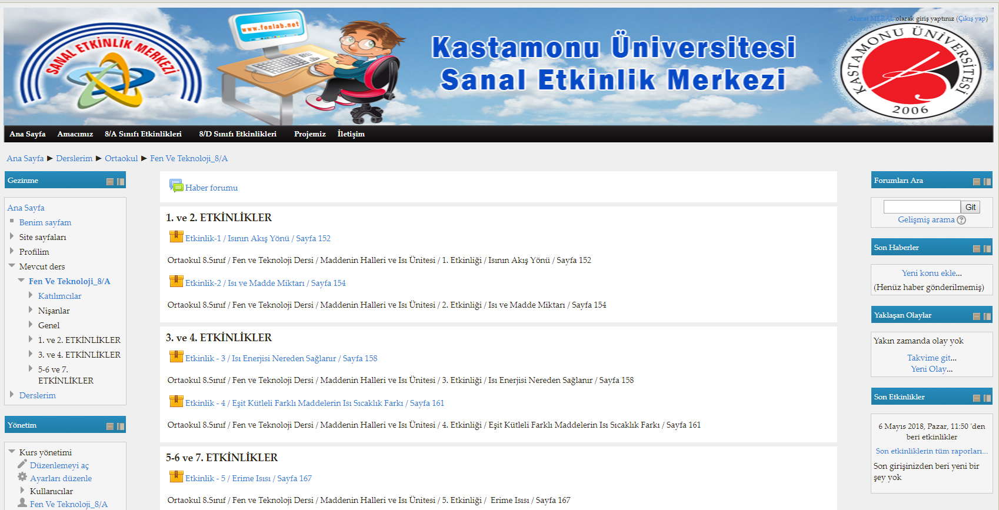 Ahmet MERAL olarak giriş yaptınız (Çıkış yap)
SANAL ETKİNLİK MERKEZİ
www.fenlab.net
Kastamonu Üniversitesi
Sanal Etkinlik Merkezi
KASTAMONU ÜNİVERSİTESİ
2006
Ana Sayfa Amacımız 8/A Sınıfı Etkinlikleri 8/D Sınıfı Etkinlikleri Projemiz İletişim
Ana Sayfa ► Derslerim ► Ortaokul ► Fen Ve Teknoloji_8/A
Gezinme
Ana Sayfa
Benim sayfam
Site sayfaları
Profilim
Mevcut ders
Fen Ve Teknoloji_8/A
Katılımcılar
Nişanlar
Genel
1. ve 2. ETKİNLİKLER
3. ve 4. ETKİNLİKLER
5-6 ve 7.
ETKİNLİKLER
Derslerim
Yönetim
Kurs yönetimi
Düzenlemeyi aç
Ayarları düzenle
Kullanıcılar
Fen Ve Teknoloji_8/A
Haber forumu
1. ve 2. ETKİNLİKLER
Etkinlik-1 / Isının Akış Yönü / Sayfa 152
Ortaokul 8.Sınıf / Fen ve Teknoloji Dersi / Maddenin Halleri ve Isı Ünitesi / 1. Etkinliği / Isının Akış Yönü / Sayfa 152
Etkinlik-2 / Isı ve Madde Miktarı / Sayfa 154
Ortaokul 8.Sınıf / Fen ve Teknoloji Dersi / Maddenin Halleri ve Isı Ünitesi / 2. Etkinliği / Isı ve Madde Miktarı / Sayfa 154
3. ve 4. ETKİNLİKLER
Etkinlik - 3 / Isı Enerjisi Nereden Sağlanır / Sayfa 158
Ortaokul 8.Sınıf / Fen ve Teknoloji Dersi / Maddenin Halleri ve Isı Ünitesi / 3. Etkinliği / Isı Enerjisi Nereden Sağlanır / Sayfa 158
Etkinlik - 4 / Eşit Kütleli Farklı Maddelerin Isı Sıcaklık Farkı / Sayfa 161
Ortaokul 8.Sınıf / Fen ve Teknoloji Dersi / Maddenin Halleri ve Isı Ünitesi / 4. Etkinliği / Eşit Kütleli Farklı Maddelerin Isı Sıcaklık Farkı / Sayfa 161
5-6 ve 7. ETKİNLİKLER
Etkinlik - 5 / Erime Isısı / Sayfa 167
Ortaokul 8.Sınıf / Fen ve Teknoloji Dersi / Maddenin Halleri ve Isı Ünitesi / 5. Etkinliği / Erime Isısı / Sayfa 167
Forumları Ara
Git
Gelişmiş arama ?
Son Haberler
Yeni konu ekle...
(Henüz haber gönderilmemiş)
Yaklaşan Olaylar
Yakın zamanda olay yok
Takvime git...
Yeni Olay...
Son Etkinlikler
6 Mayıs 2018, Pazar, 11:50 'den
beri etkinlikler
Son etkinliklerin tüm raporları...
Son girişinizden beri yeni bir
şey yok